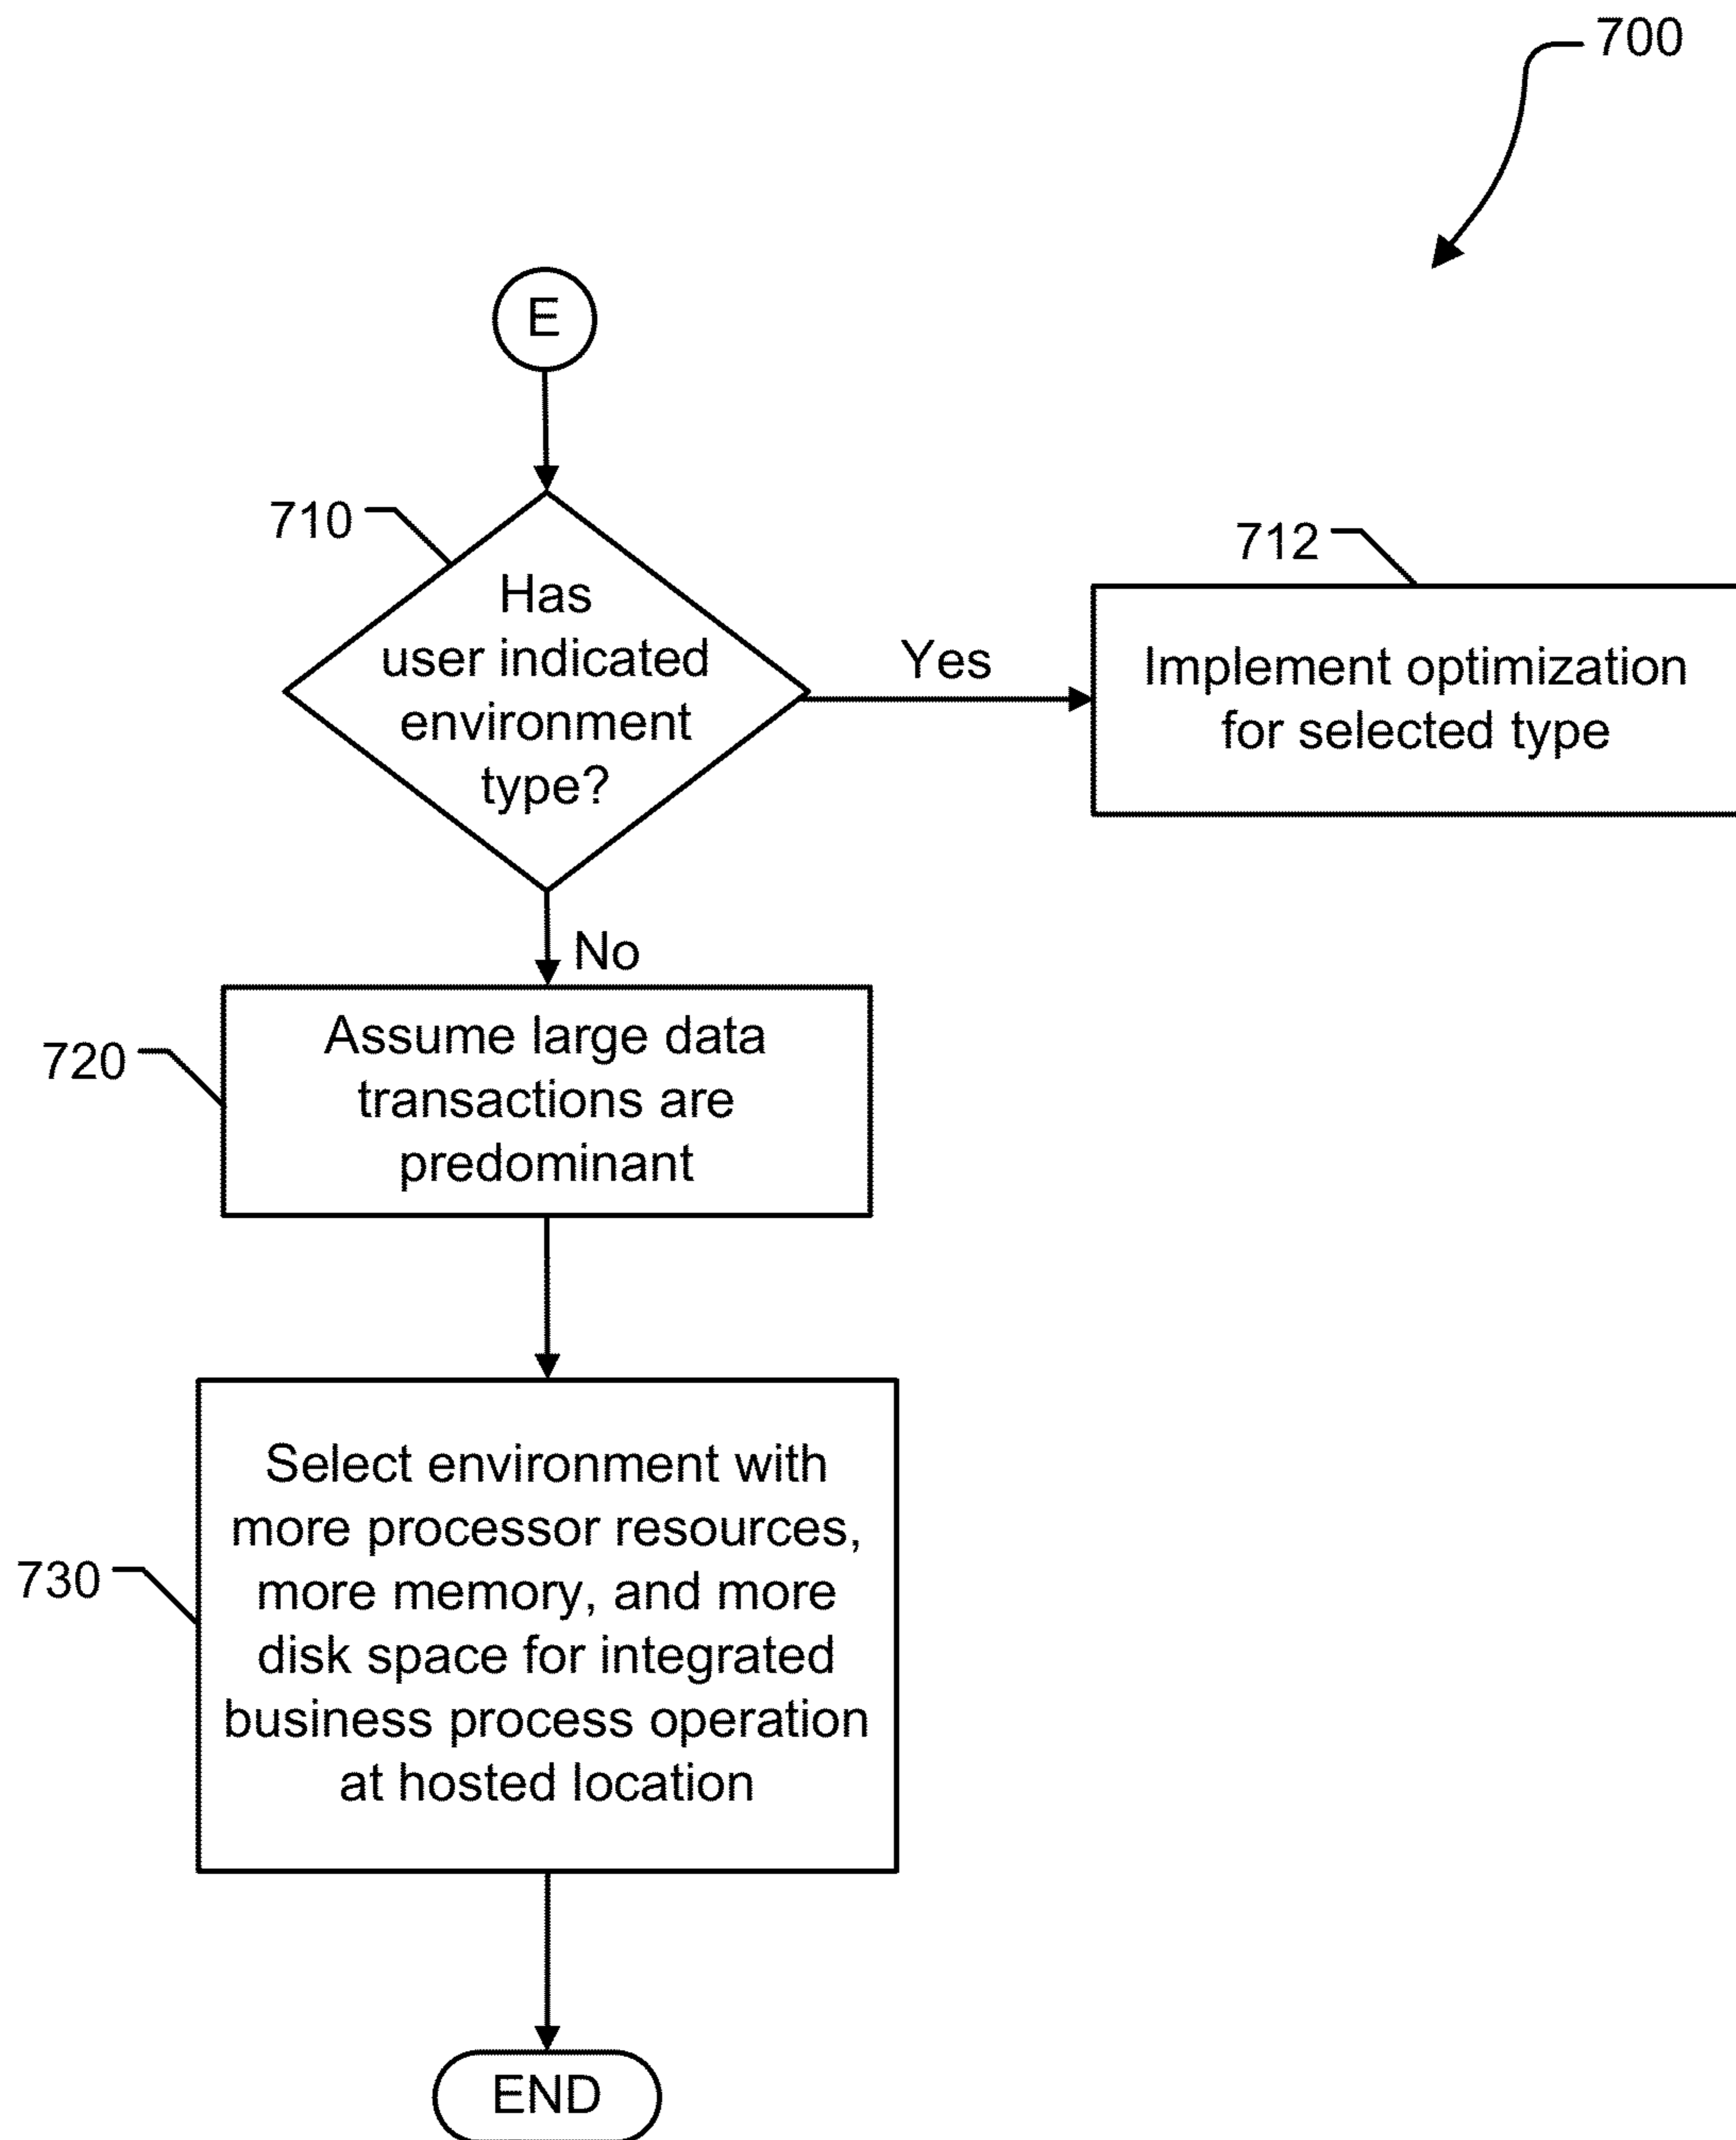 700
E
710
Has
user indicated
environment
type?
Yes
712
Implement optimization
for selected type
No
720
Assume large data
transactions are
predominant
730
Select environment with
more processor resources,
more memory, and more
disk space for integrated
business process operation
at hosted location
END